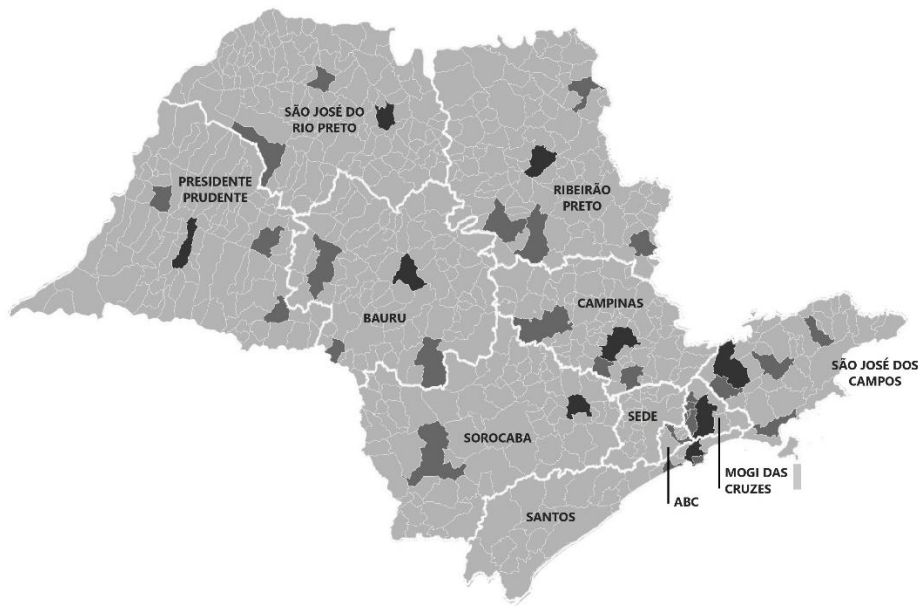 SÃO JOSÉ DO
RIO PRETO
PRESIDENTE
PRUDENTE
RIBEIRÃO
PRETO
BAURU
CAMPINAS
SÃO JOSÉ DOS
CAMPOS
SEDE
SOROCABA
MOGI DAS
CRUZES
ABC
SANTOS